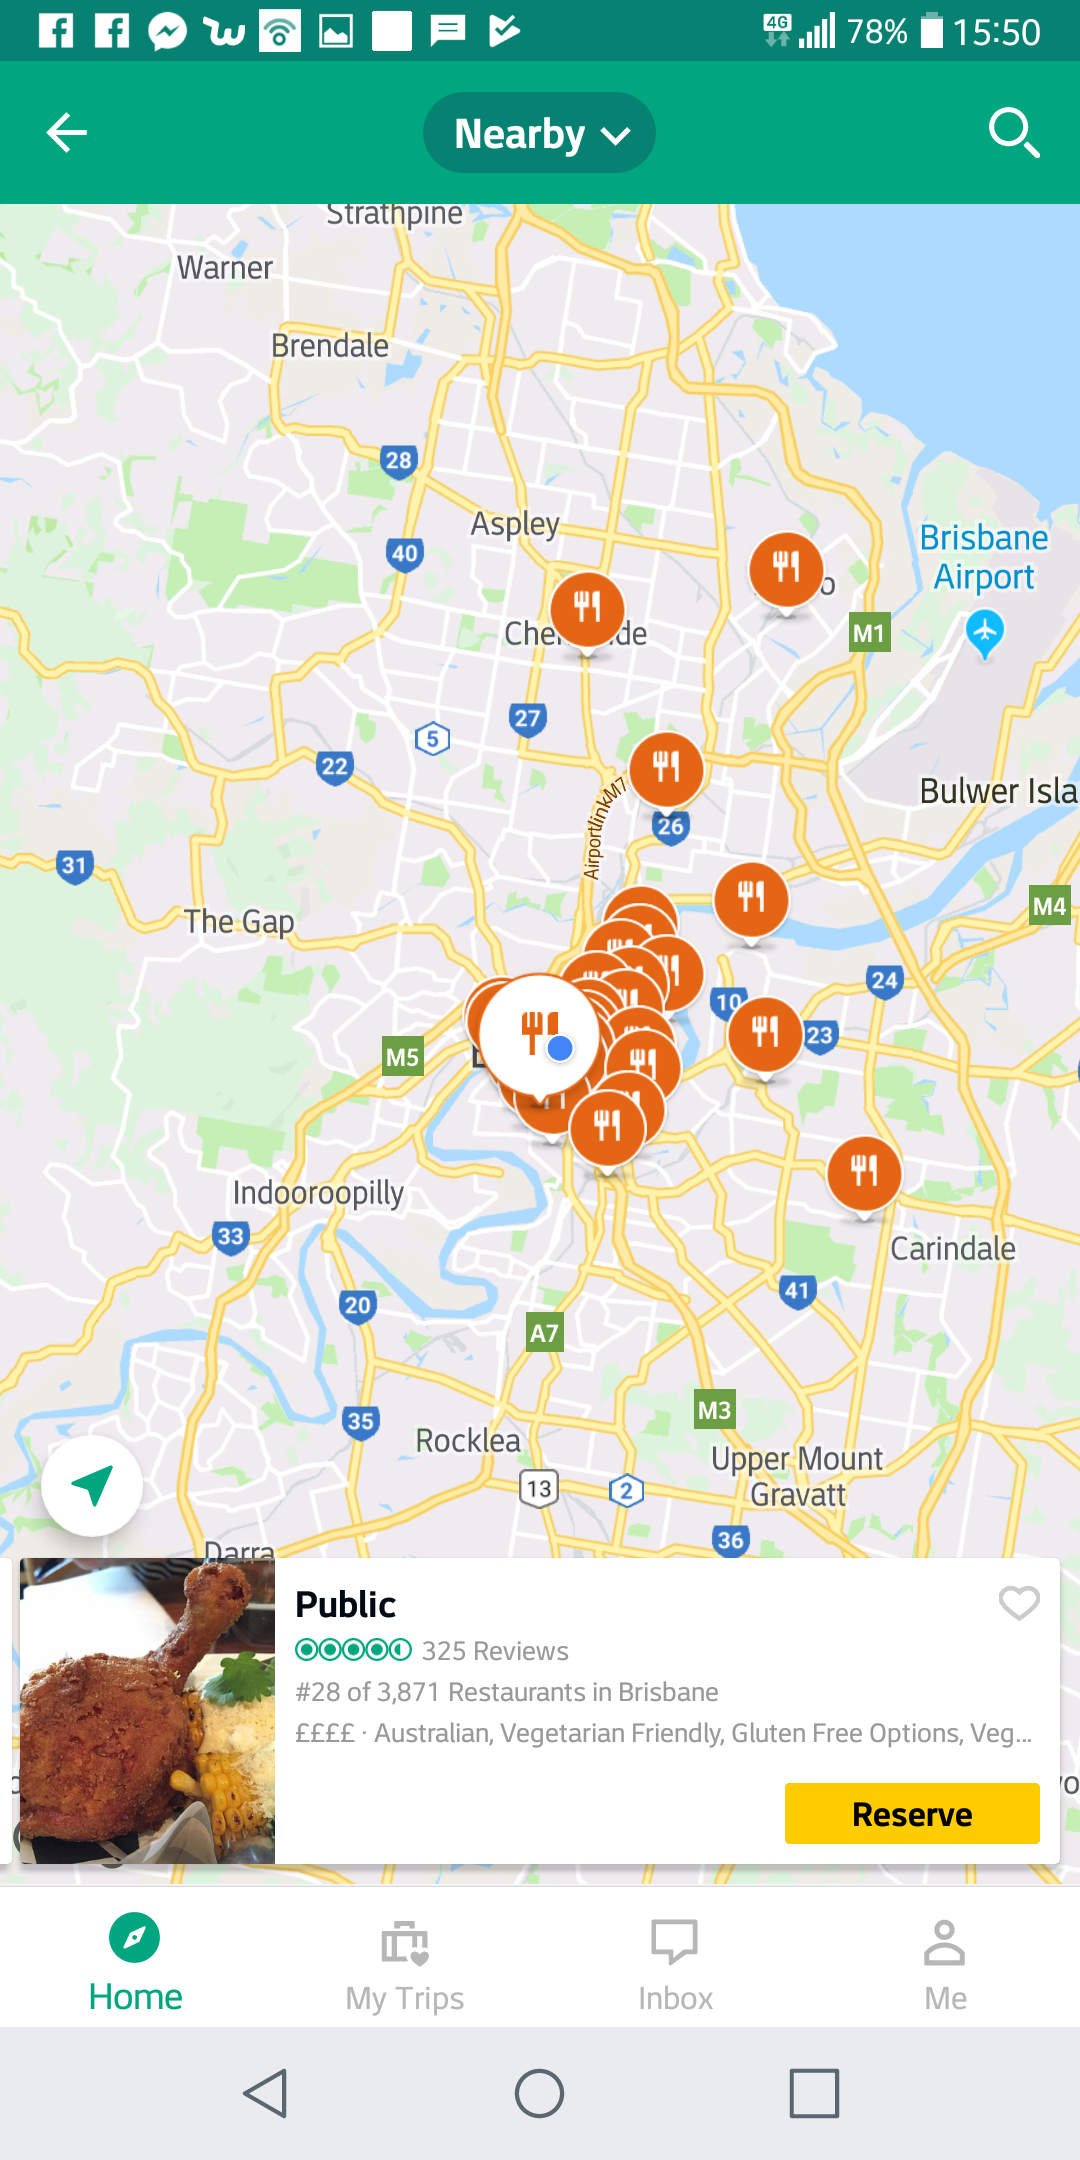 4G 78% 15:50
Nearby
Strathpine
Warner
Brendale
28
Aspley
40
Brisbane
Airport
M1
27
5
22
AirportlinkM7
26
Bulwer Isla
31
The Gap
M4
24
10
23
M5
Indooroopilly
33
Carindale
41
20
A7
M3
35
Rocklea
Upper Mount
Gravatt
13
2
36
Darra
Public
325 Reviews
#28 of 3,871 Restaurants in Brisbane
££££ · Australian, Vegetarian Friendly, Gluten Free Options, Veg...
Reserve
Home
My Trips
Inbox
Me